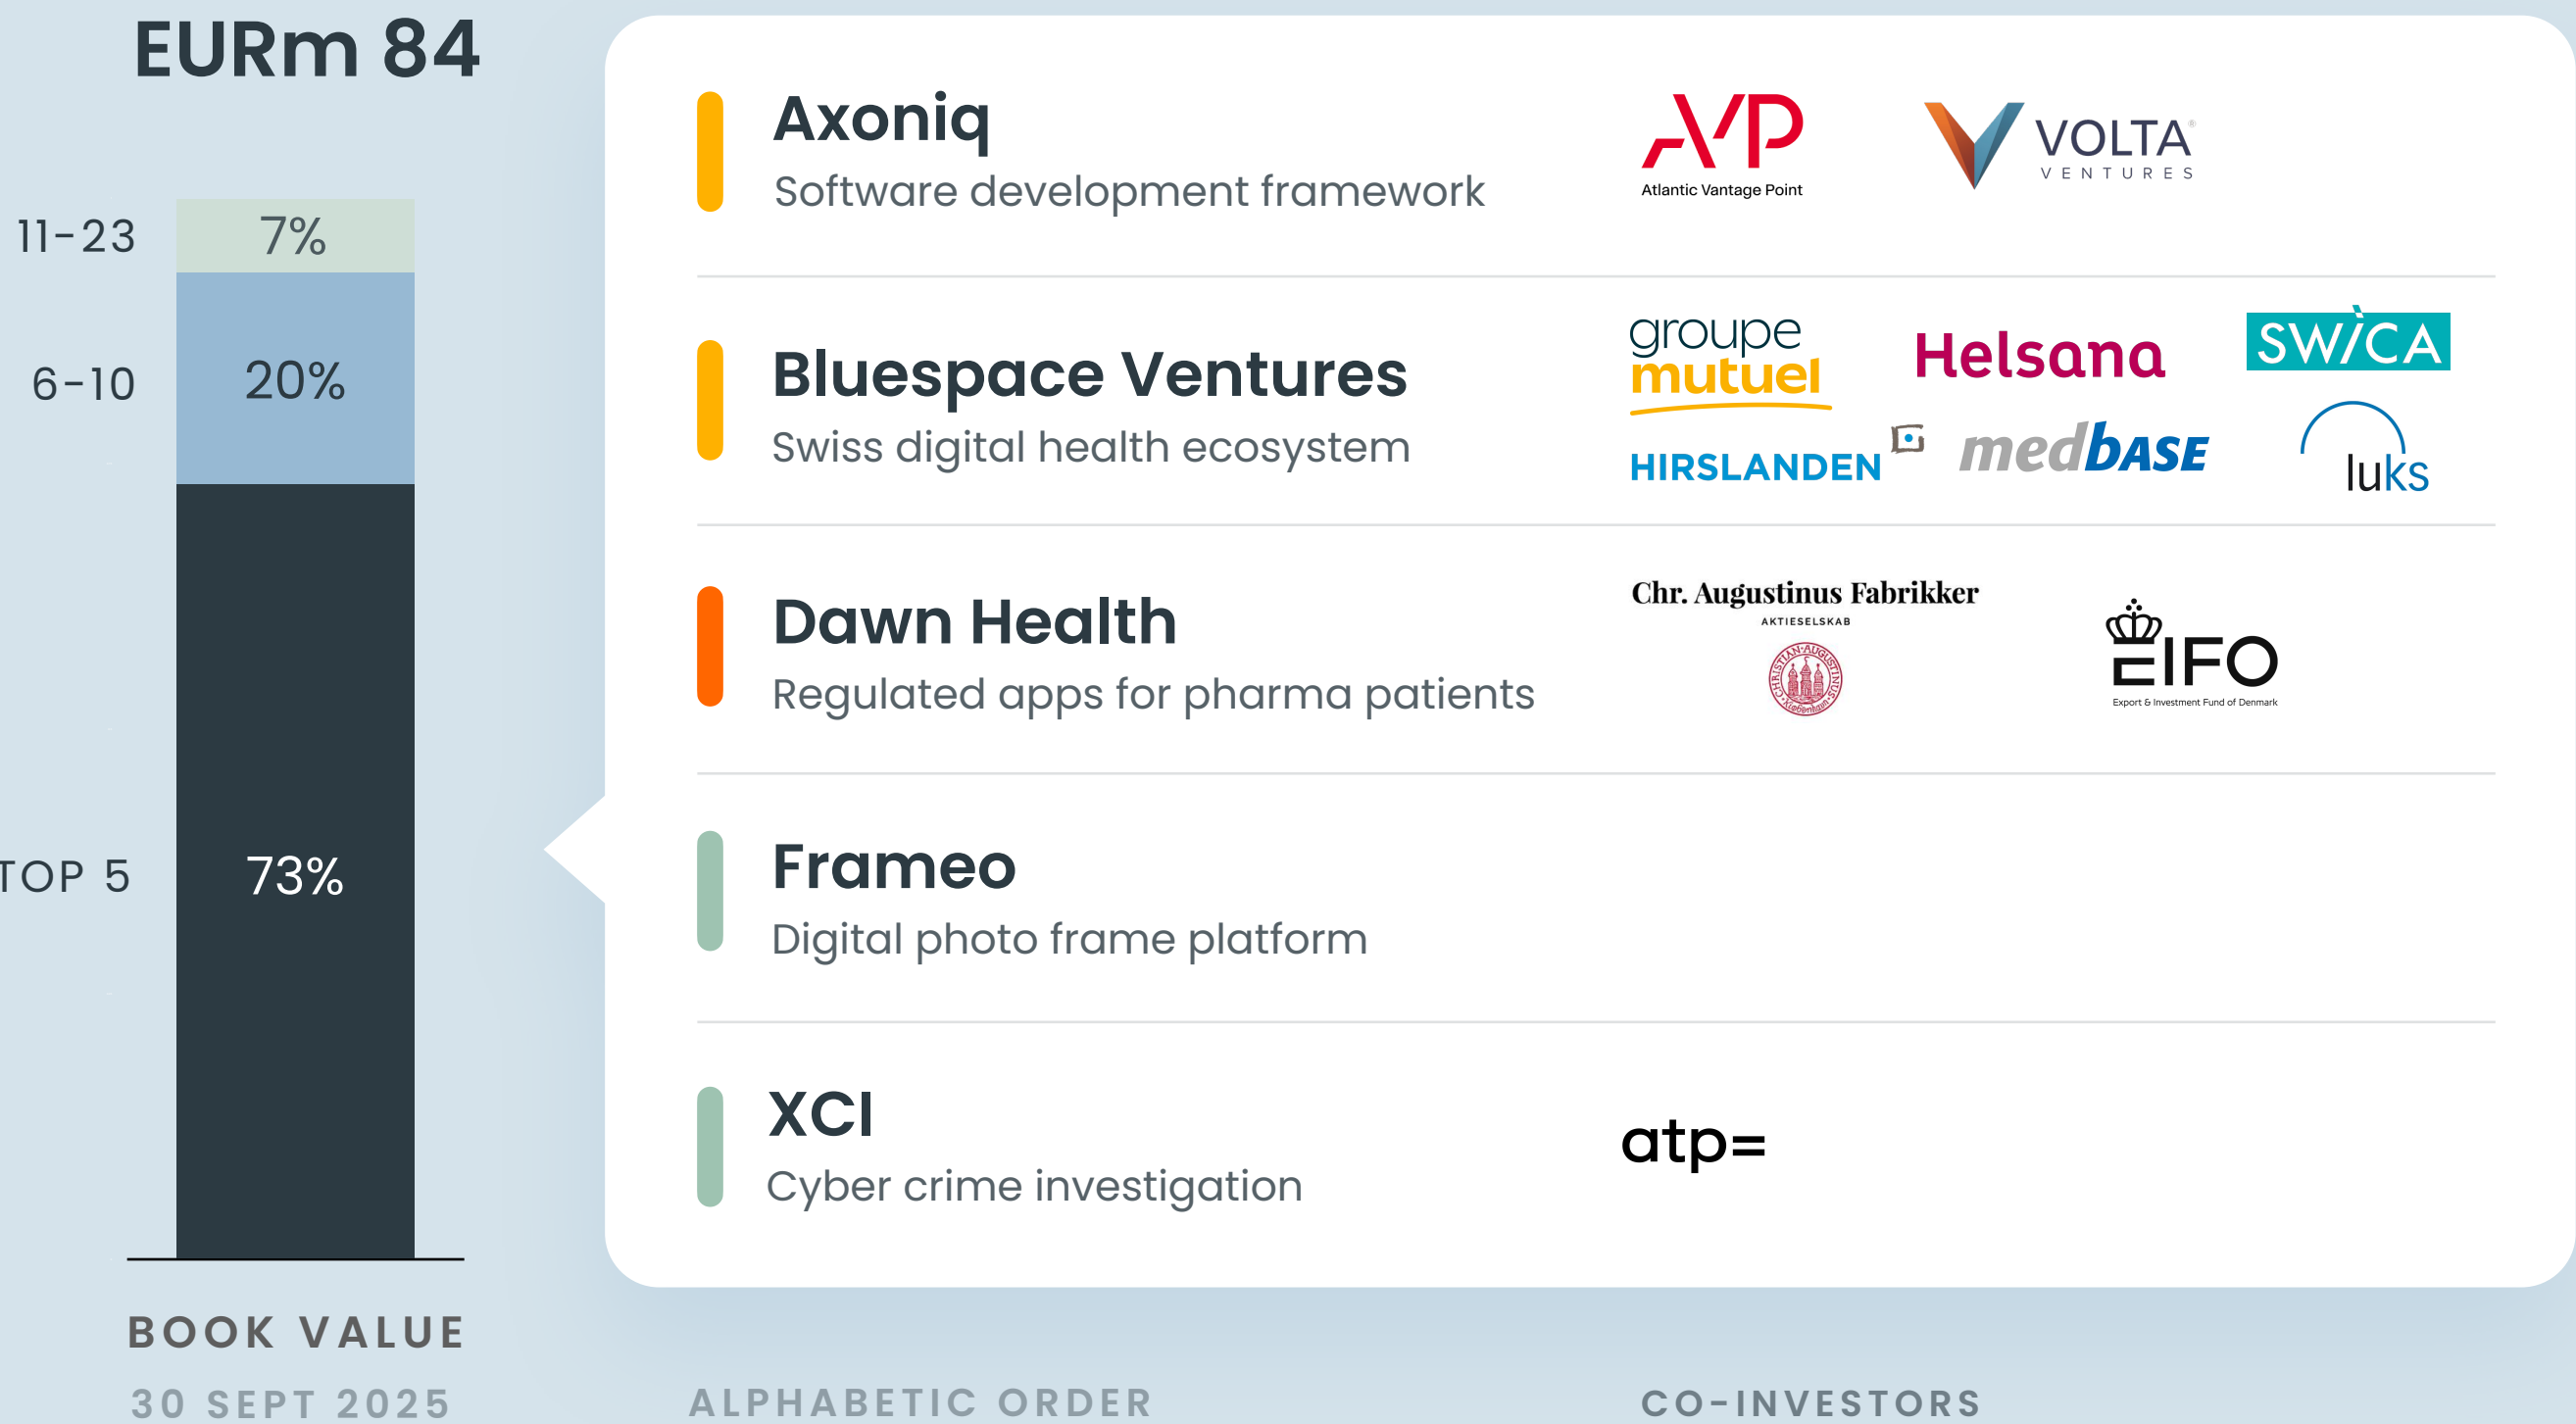 EURm 84
11-23
7%
6-10
20%
TOP 5
73%
BOOK VALUE
30 SEPT 2025
Axoniq
Software development framework
AVP
Atlantic Vantage Point
VOLTA®
VENTURES
Bluespace Ventures
Swiss digital health ecosystem
groupe
mutuel
Helsana
SWICA
HIRSLANDEN
medbase
luks
Dawn Health
Regulated apps for pharma patients
Chr. Augustinus Fabrikker
AKTIESELSKAB
CHRISTIAN AUGUSTINUS
Kjøbenhavn
EIFO
Export & Investment Fund of Denmark
Frameo
Digital photo frame platform
XCI
Cyber crime investigation
atp=
ALPHABETIC ORDER
CO-INVESTORS